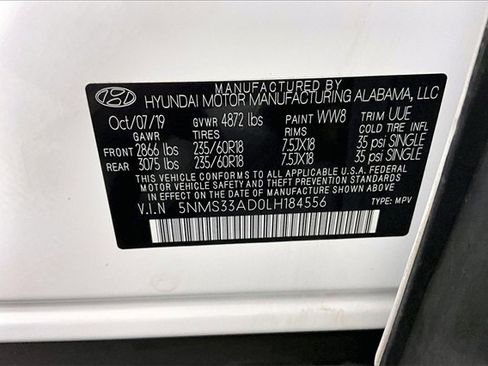 MANUFACTURED BY
HYUNDAI MOTOR MANUFACTURING ALABAMA, LLC
Oct/07/19 GVWR 4872 lbs PAINT WW8 TRIM UUE
GAWR TIRES RIMS COLD TIRE INF.
FRONT 2866 lbs 235/60R18 7.5JX18 35 psi SINGLE
REAR 3075 lbs 235/60R18 7.5JX18 35 psi SINGLE
THIS VEHICLE CONFORMS TO ALL APPLICABLE U.S.A. FEDERAL
MOTOR VEHICLE SAFETY AND THEFT PREVENTION STANDARDS
IN EFFECT ON THE DATE OF MANUFACTURE SHOWN ABOVE.
V.I.N 5NMS33AD0LH184556
TYPE: MPV